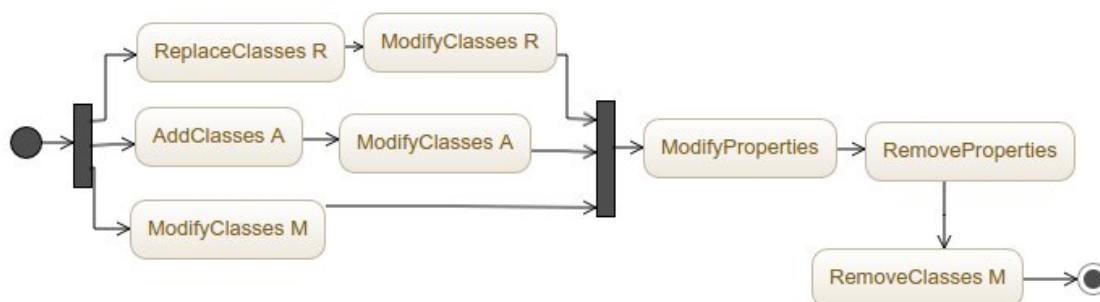 ReplaceClasses R
ModifyClasses R
AddClasses A
ModifyClasses A
ModifyClasses M
ModifyProperties
RemoveProperties
RemoveClasses M